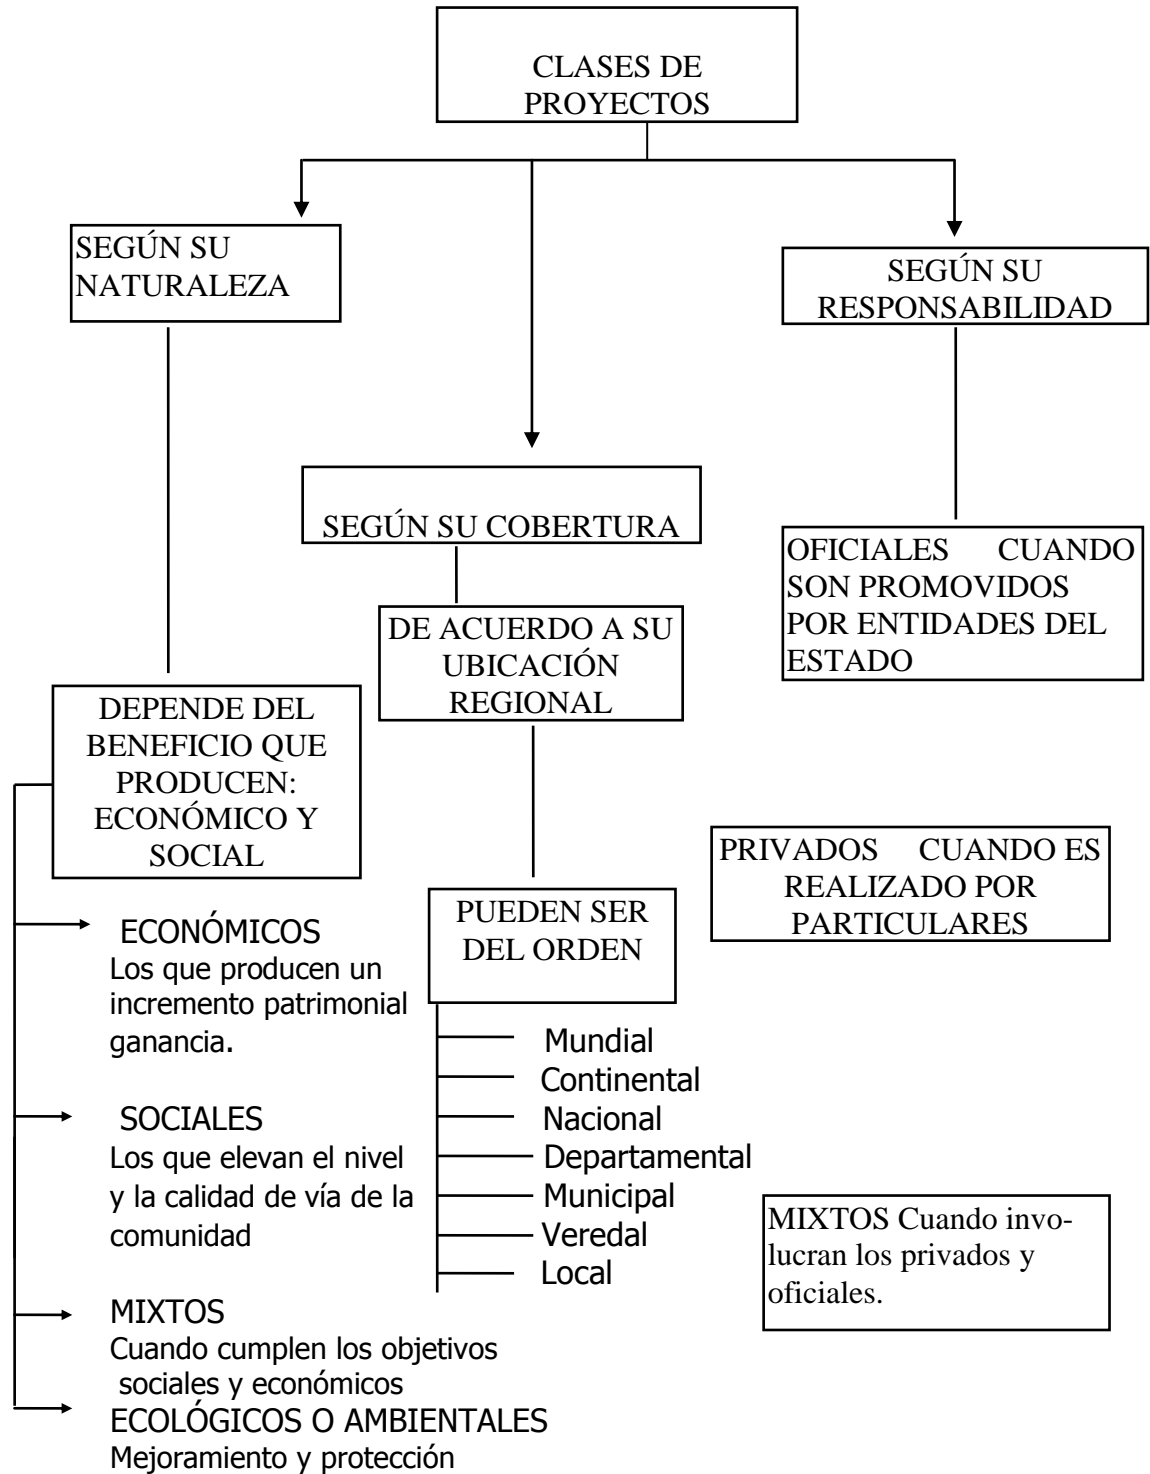 CLASES DE
PROYECTOS
SEGÚN SU
NATURALEZA
SEGÚN SU
RESPONSABILIDAD
SEGÚN SU COBERTURA
OFICIALES CUANDO
SON PROMOVIDOS
POR ENTIDADES DEL
ESTADO
DE ACUERDO A SU
UBICACIÓN
REGIONAL
DEPENDE DEL
BENEFICIO QUE
PRODUCEN:
ECONÓMICO Y
SOCIAL
PRIVADOS CUANDO ES
REALIZADO POR
PARTICULARES
PUEDEN SER
DEL ORDEN
ECONÓMICOS
Los que producen un
incremento patrimonial
ganancia.
SOCIALES
Los que elevan el nivel
y la calidad de vía de la
comunidad
MIXTOS
Cuando cumplen los objetivos
sociales y económicos
ECOLÓGICOS O AMBIENTALES
Mejoramiento y protección
Mundial
Continental
Nacional
Departamental
Municipal
Veredal
Local
MIXTOS Cuando invo-
lucran los privados y
oficiales.